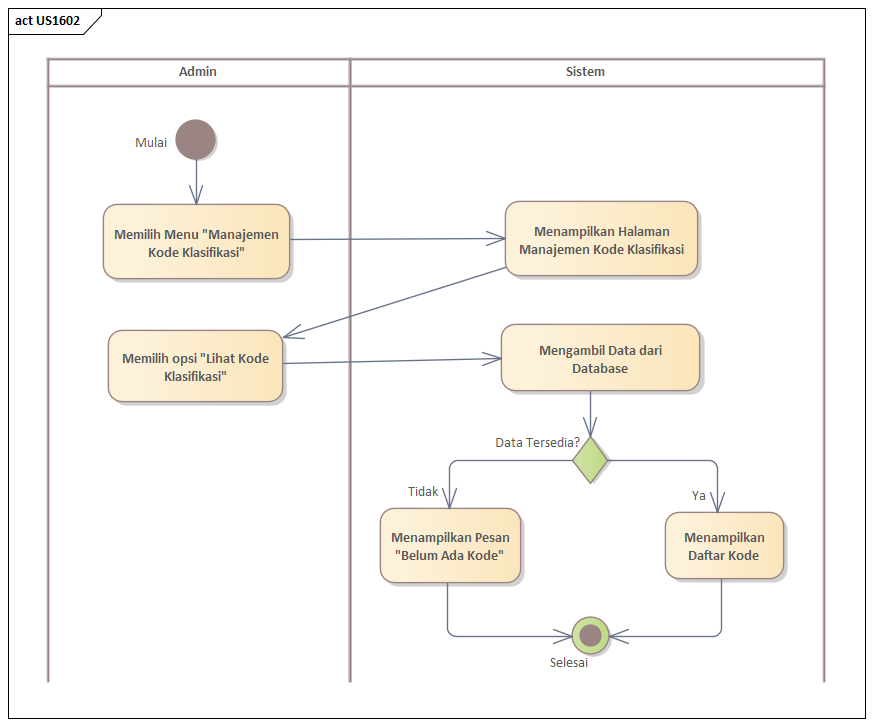 act US1602
Admin
Sistem
Mulai
Memilih Menu "Manajemen
Kode Klasifikasi"
Menampilkan Halaman
Manajemen Kode Klasifikasi
Memilih opsi "Lihat Kode
Klasifikasi"
Mengambil Data dari
Database
Data Tersedia?
Tidak
Ya
Menampilkan Pesan
"Belum Ada Kode"
Menampilkan
Daftar Kode
Selesai